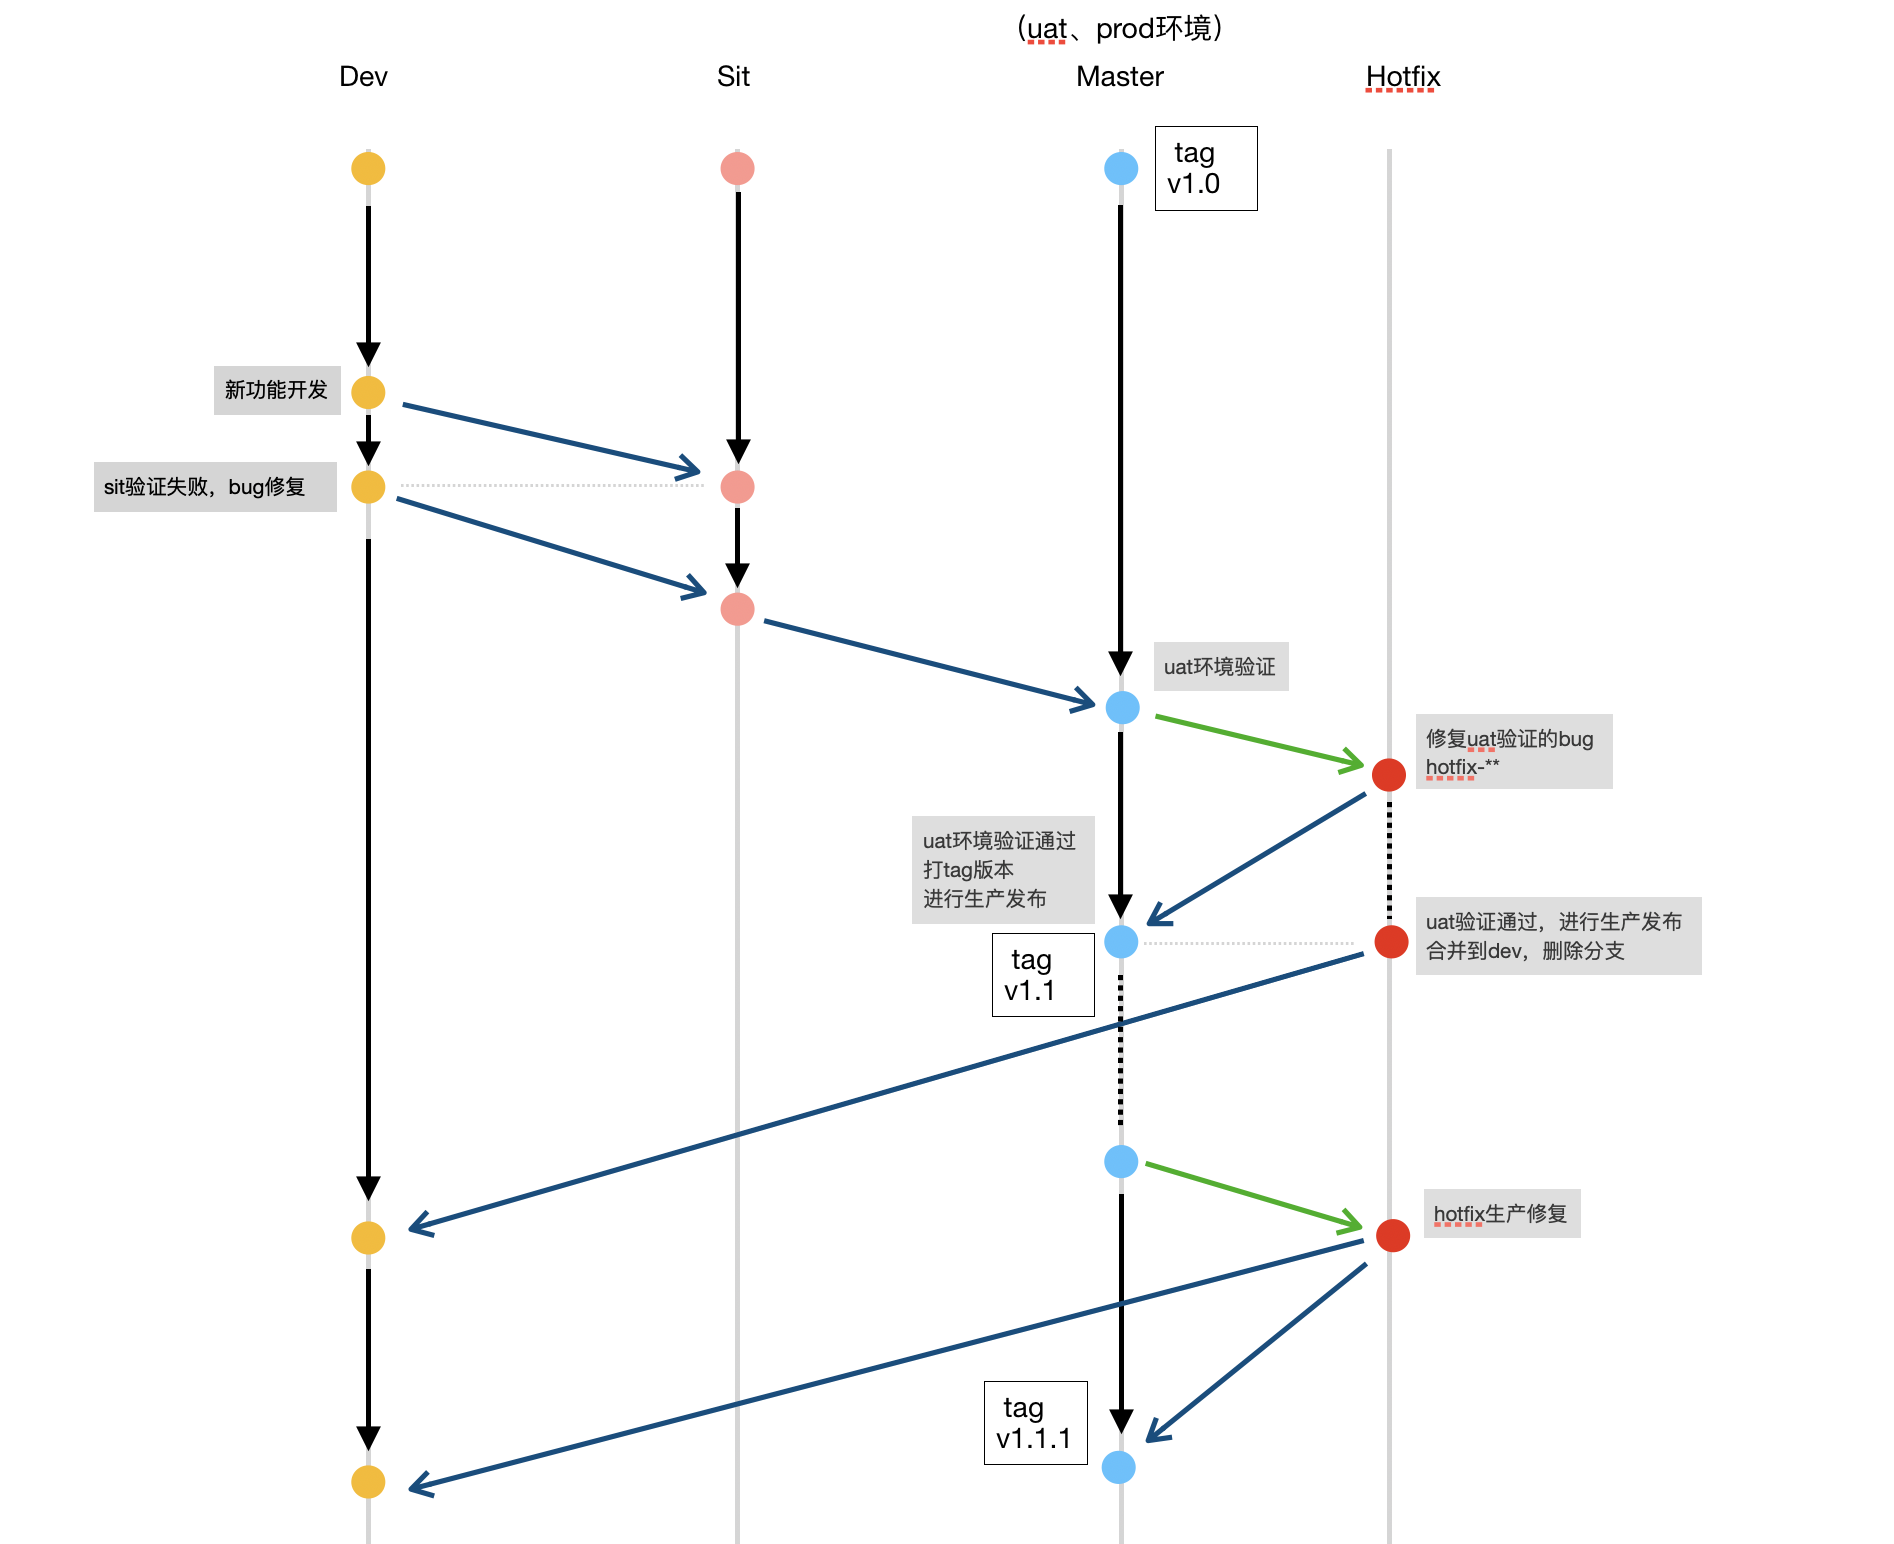 （uat、prod环境）
Dev
Sit
Master
Hotfix
tag
v1.0
新功能开发
sit验证失败，bug修复
uat环境验证
修复uat验证的bug
hotfix-**
uat环境验证通过
打tag版本
进行生产发布
uat验证通过，进行生产发布
合并到dev，删除分支
tag
v1.1
hotfix生产修复
tag
v1.1.1